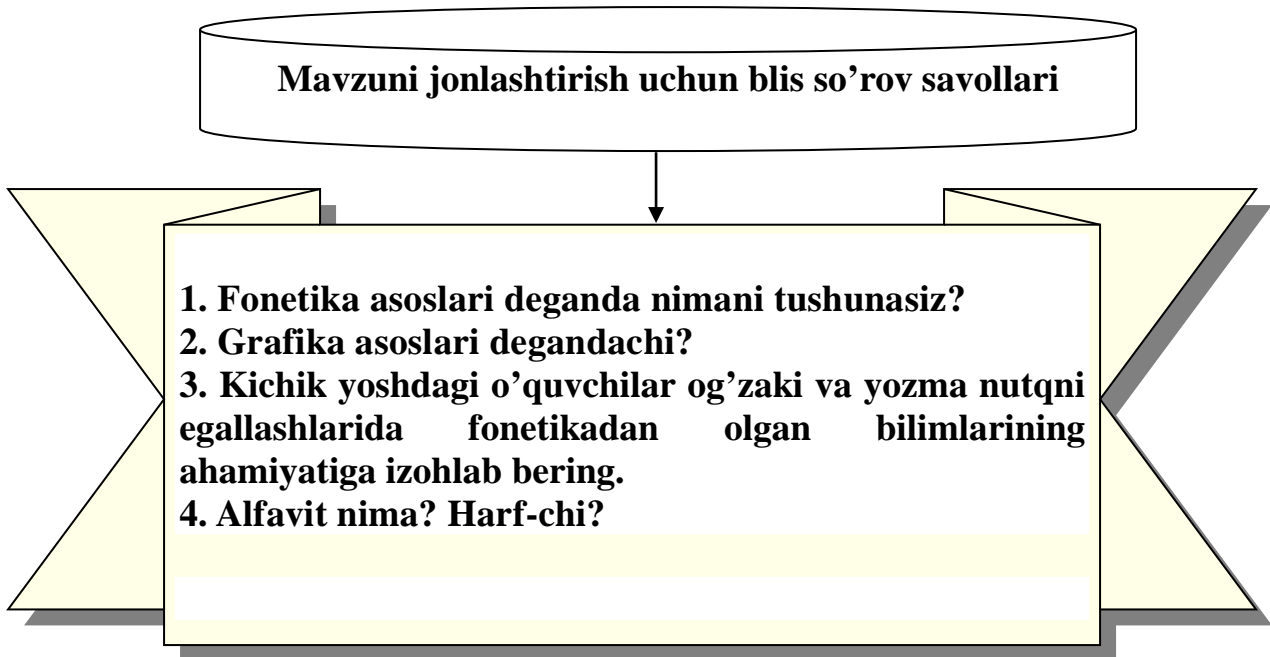 Mavzuni jonlashtirish uchun blis so’rov savollari
1. Fonetika asoslari deganda nimani tushunasiz?
2. Grafika asoslari degandachi?
3. Kichik yoshdagi o’quvchilar og’zaki va yozma nutqni
egallashlarida fonetikadan olgan bilimlarining
ahamiyatiga izohlab bering.
4. Alfavit nima? Harf-chi?